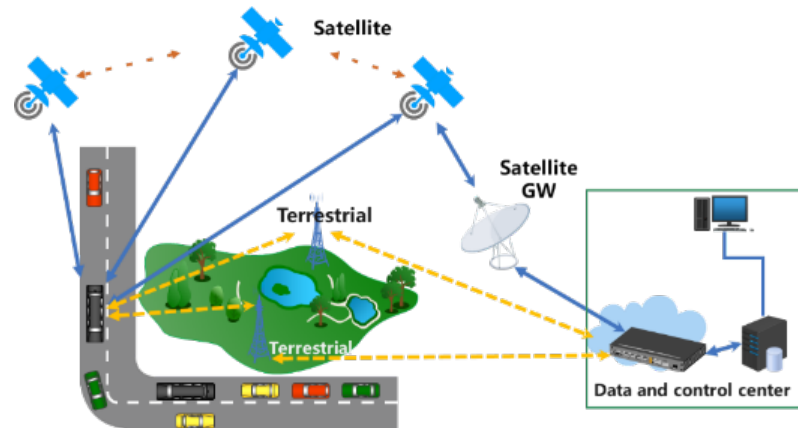 Satellite
Satellite
GW
Terrestrial
Terrestrial
Data and control center